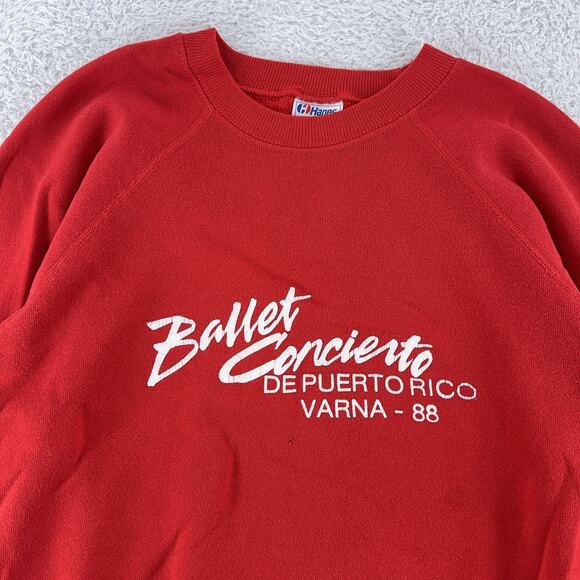 Hanes
Ballet
Concierto
DE PUERTO RICO
VARNA - 88